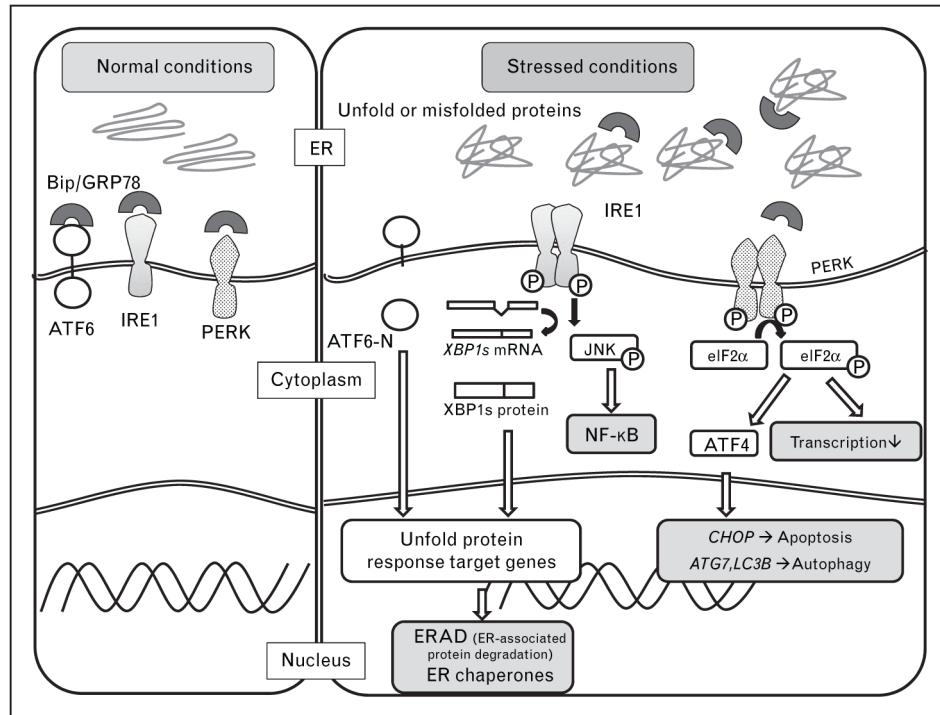 Normal conditions
Bip/GRP78
ATF6
IRE1
PERK
ER
Cytoplasm
Nucleus
Stressed conditions
Unfold or misfolded proteins
IRE1
PERK
P
P
P
P
ATF6-N
XBP1s mRNA
XBP1s protein
JNK
P
NF-κB
eIF2α
eIF2α
P
ATF4
Transcription↓
Unfold protein
response target genes
CHOP → Apoptosis
ATG7,LC3B → Autophagy
ERAD (ER-associated
protein degradation)
ER chaperones